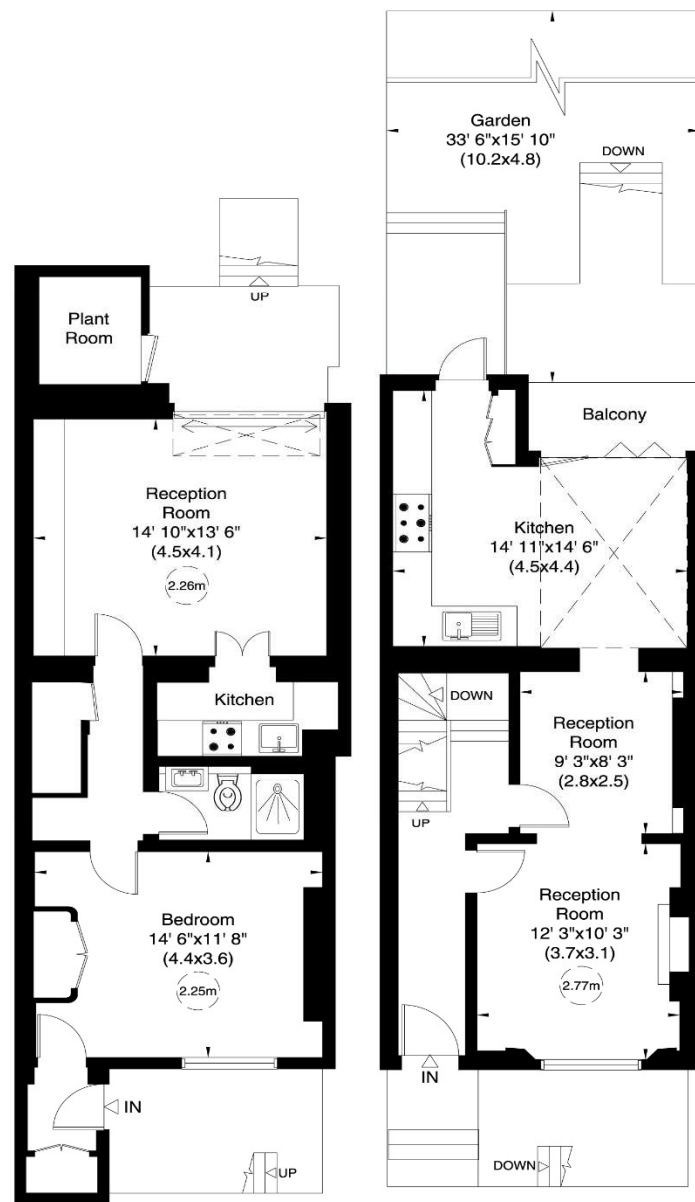 UP
Plant
Room
Reception
Room
14' 10"x13' 6"
(4.5x4.1)
2.26m
Kitchen
Bedroom
14' 6"x11' 8"
(4.4x3.6)
2.25m
IN
UP
Garden
33' 6"x15' 10"
(10.2x4.8)
DOWN
Balcony
Kitchen
14' 11"x14' 6"
(4.5x4.4)
DOWN
UP
Reception
Room
9' 3"x8' 3"
(2.8x2.5)
Reception
Room
12' 3"x10' 3"
(3.7x3.1)
2.77m
IN
DOWN